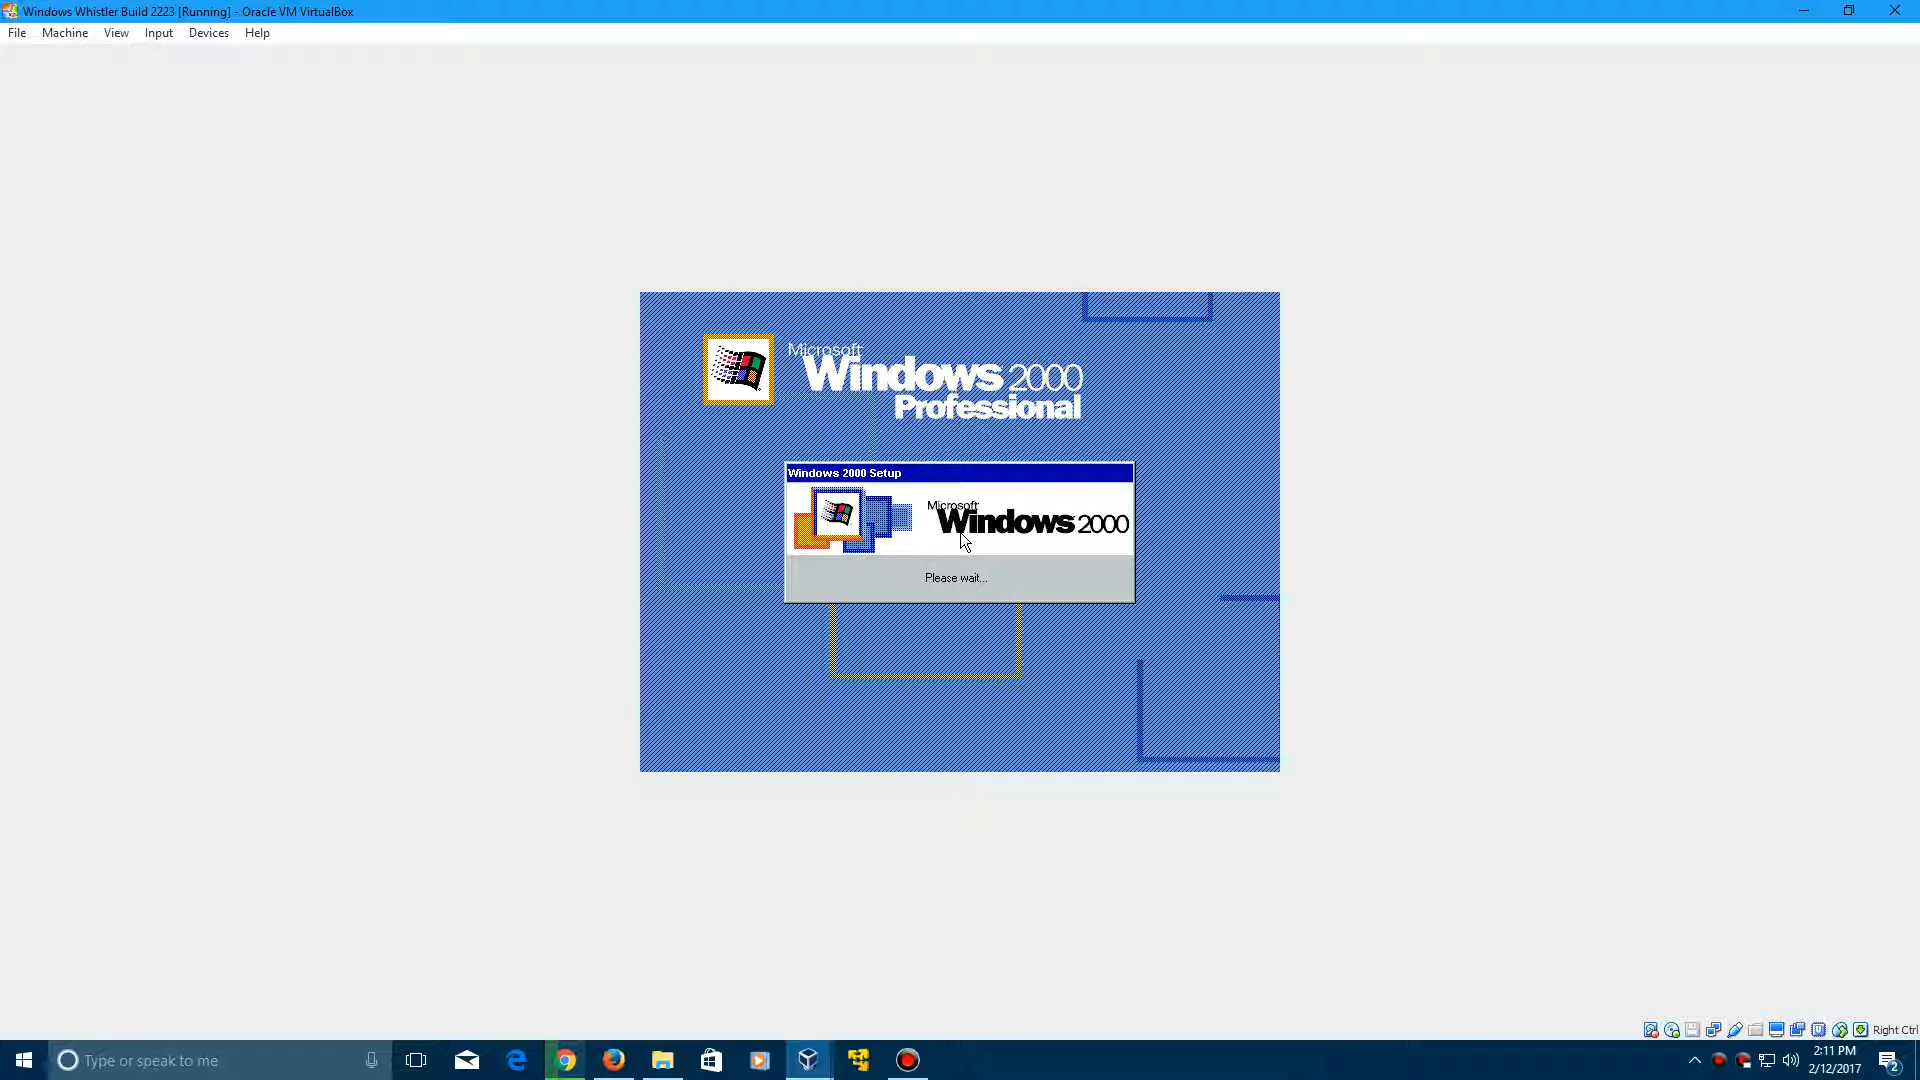 Windows Whistler Build 2223 [Running] - Oracle VM VirtualBox
File Machine View Input Devices Help
Microsoft
Windows 2000
Professional
Windows 2000 Setup
Microsoft
Windows 2000
Please wait...
Right Ctrl
Type or speak to me
2:11 PM
2/12/2017
2